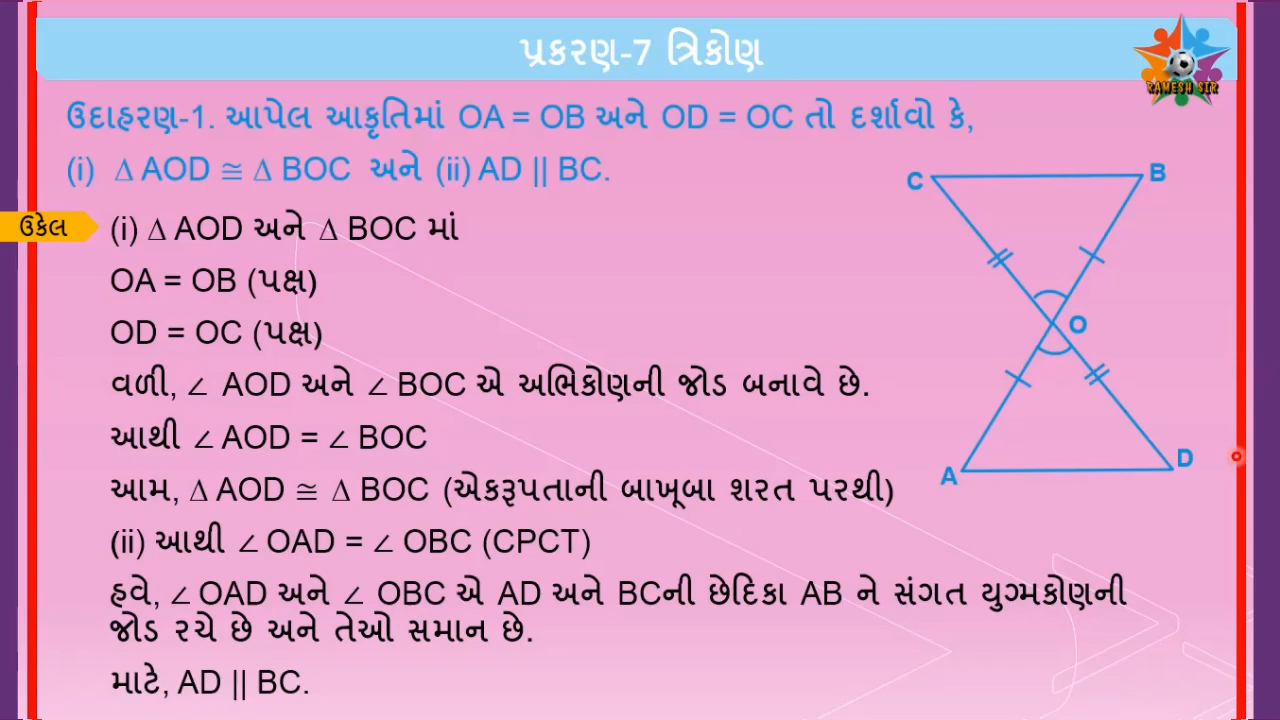 પ્રકરણ-7 ત્રિકોણ
RAMESH SIR
ઉદાહરણ-1. આપેલ આકૃતિમાં OA = OB અને OD = OC તો દર્શાવો કે,
(i) ∆ AOD ≅ ∆ BOC અને (ii) AD || BC.
ઉકેલ
(i) ∆ AOD અને ∆ BOC માં
OA = OB (પક્ષ)
OD = OC (પક્ષ)
વળી, ∠ AOD અને ∠ BOC એ અભિકોણની જોડ બનાવે છે.
આથી ∠ AOD = ∠ BOC
આમ, ∆ AOD ≅ ∆ BOC (એકરૂપતાની બાખૂબા શરત પરથી)
(ii) આથી ∠ OAD = ∠ OBC (CPCT)
હવે, ∠ OAD અને ∠ OBC એ AD અને BCની છેદિકા AB ને સંગત યુગ્મકોણની
જોડ રચે છે અને તેઓ સમાન છે.
માટે, AD || BC.
C
B
O
A
D